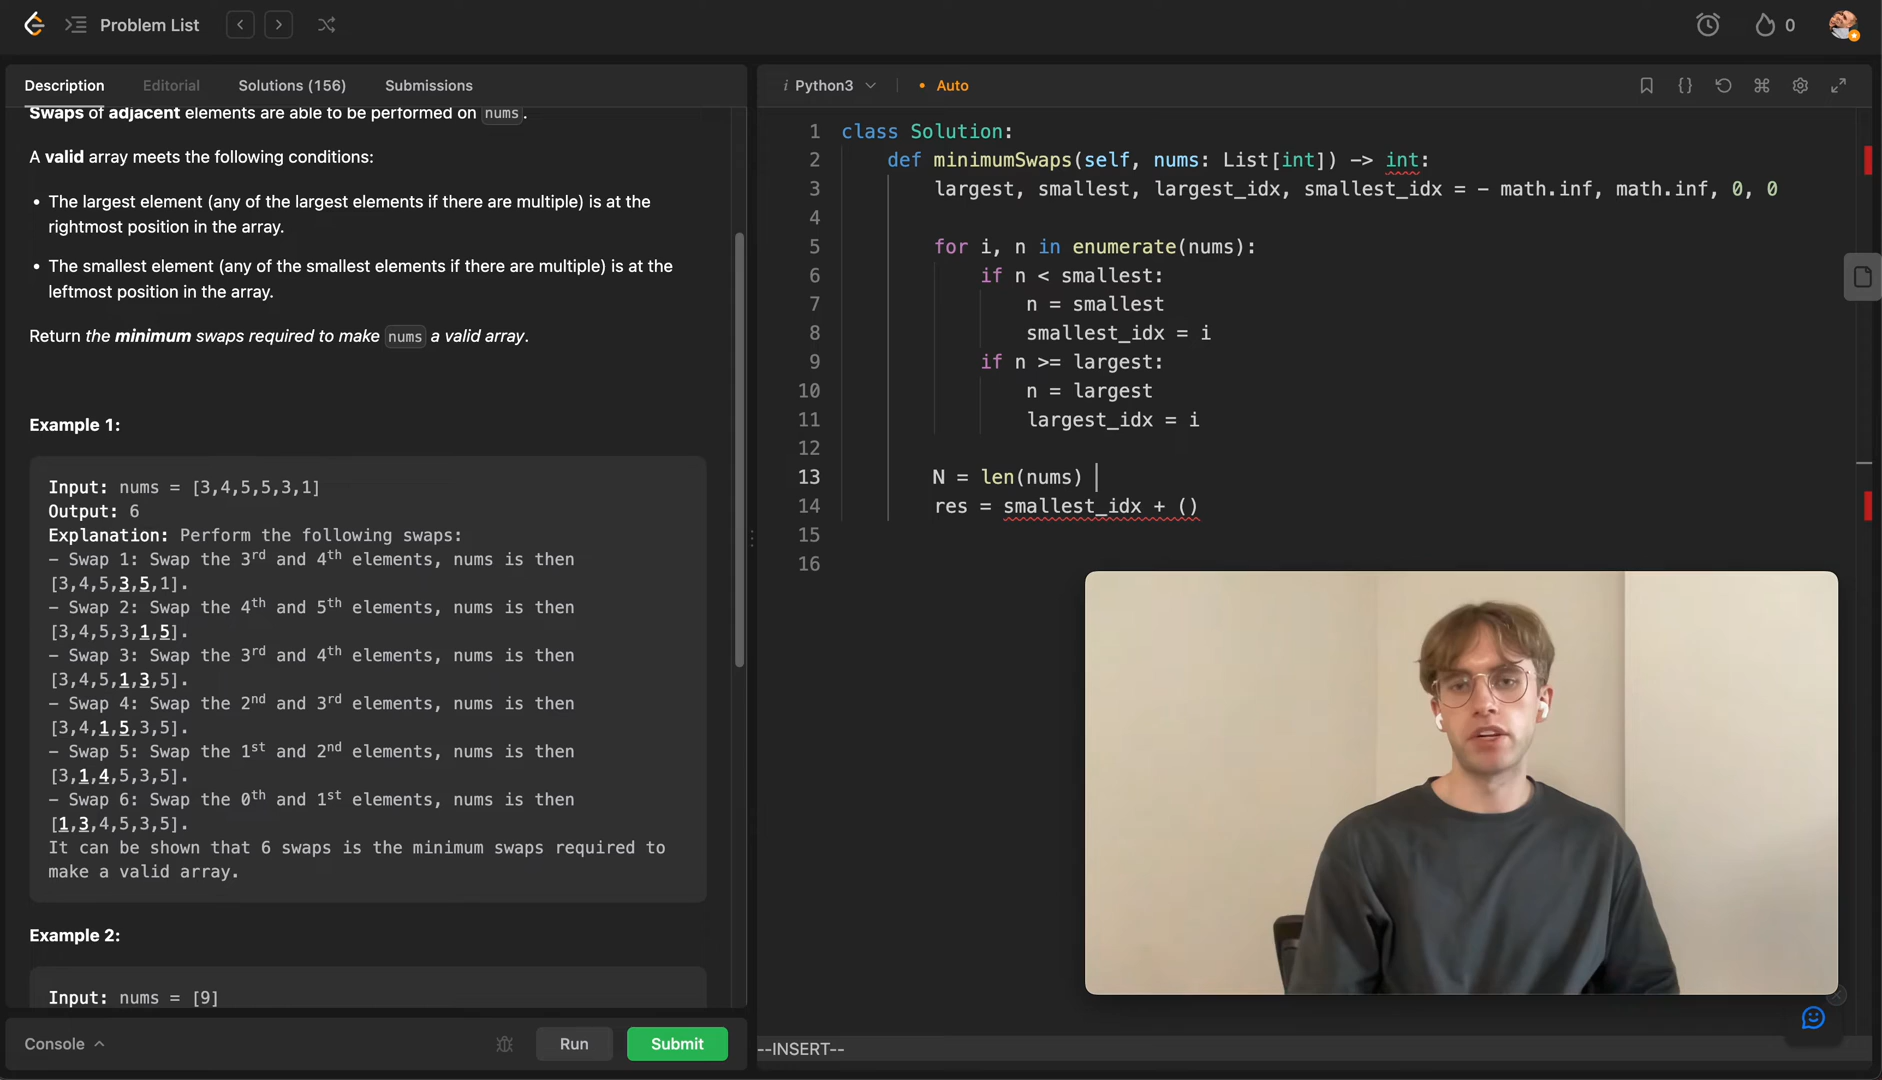 Problem List
0
Description
Editorial
Solutions (156)
Submissions
Swaps of adjacent elements are able to be performed on nums.
A valid array meets the following conditions:
• The largest element (any of the largest elements if there are multiple) is at the
rightmost position in the array.
• The smallest element (any of the smallest elements if there are multiple) is at the
leftmost position in the array.
Return the minimum swaps required to make nums a valid array.
Example 1:
Input: nums = [3,4,5,5,3,1]
Output: 6
Explanation: Perform the following swaps:
- Swap 1: Swap the 3rd and 4th elements, nums is then
[3,4,5,3,5,1].
- Swap 2: Swap the 4th and 5th elements, nums is then
[3,4,5,3,1,5].
- Swap 3: Swap the 3rd and 4th elements, nums is then
[3,4,5,1,3,5].
- Swap 4: Swap the 2nd and 3rd elements, nums is then
[3,4,1,5,3,5].
- Swap 5: Swap the 1st and 2nd elements, nums is then
[3,1,4,5,3,5].
- Swap 6: Swap the 0th and 1st elements, nums is then
[1,3,4,5,3,5].
It can be shown that 6 swaps is the minimum swaps required to
make a valid array.
Example 2:
Input: nums = [9]
Console
Run
Submit
i Python3
• Auto
1 class Solution:
2 def minimumSwaps(self, nums: List[int]) -> int:
3 largest, smallest, largest_idx, smallest_idx = - math.inf, math.inf, 0, 0
4
5 for i, n in enumerate(nums):
6 if n < smallest:
7 n = smallest
8 smallest_idx = i
9 if n >= largest:
10 n = largest
11 largest_idx = i
12
13 N = len(nums)
14 res = smallest_idx + ()
15
16
--INSERT--